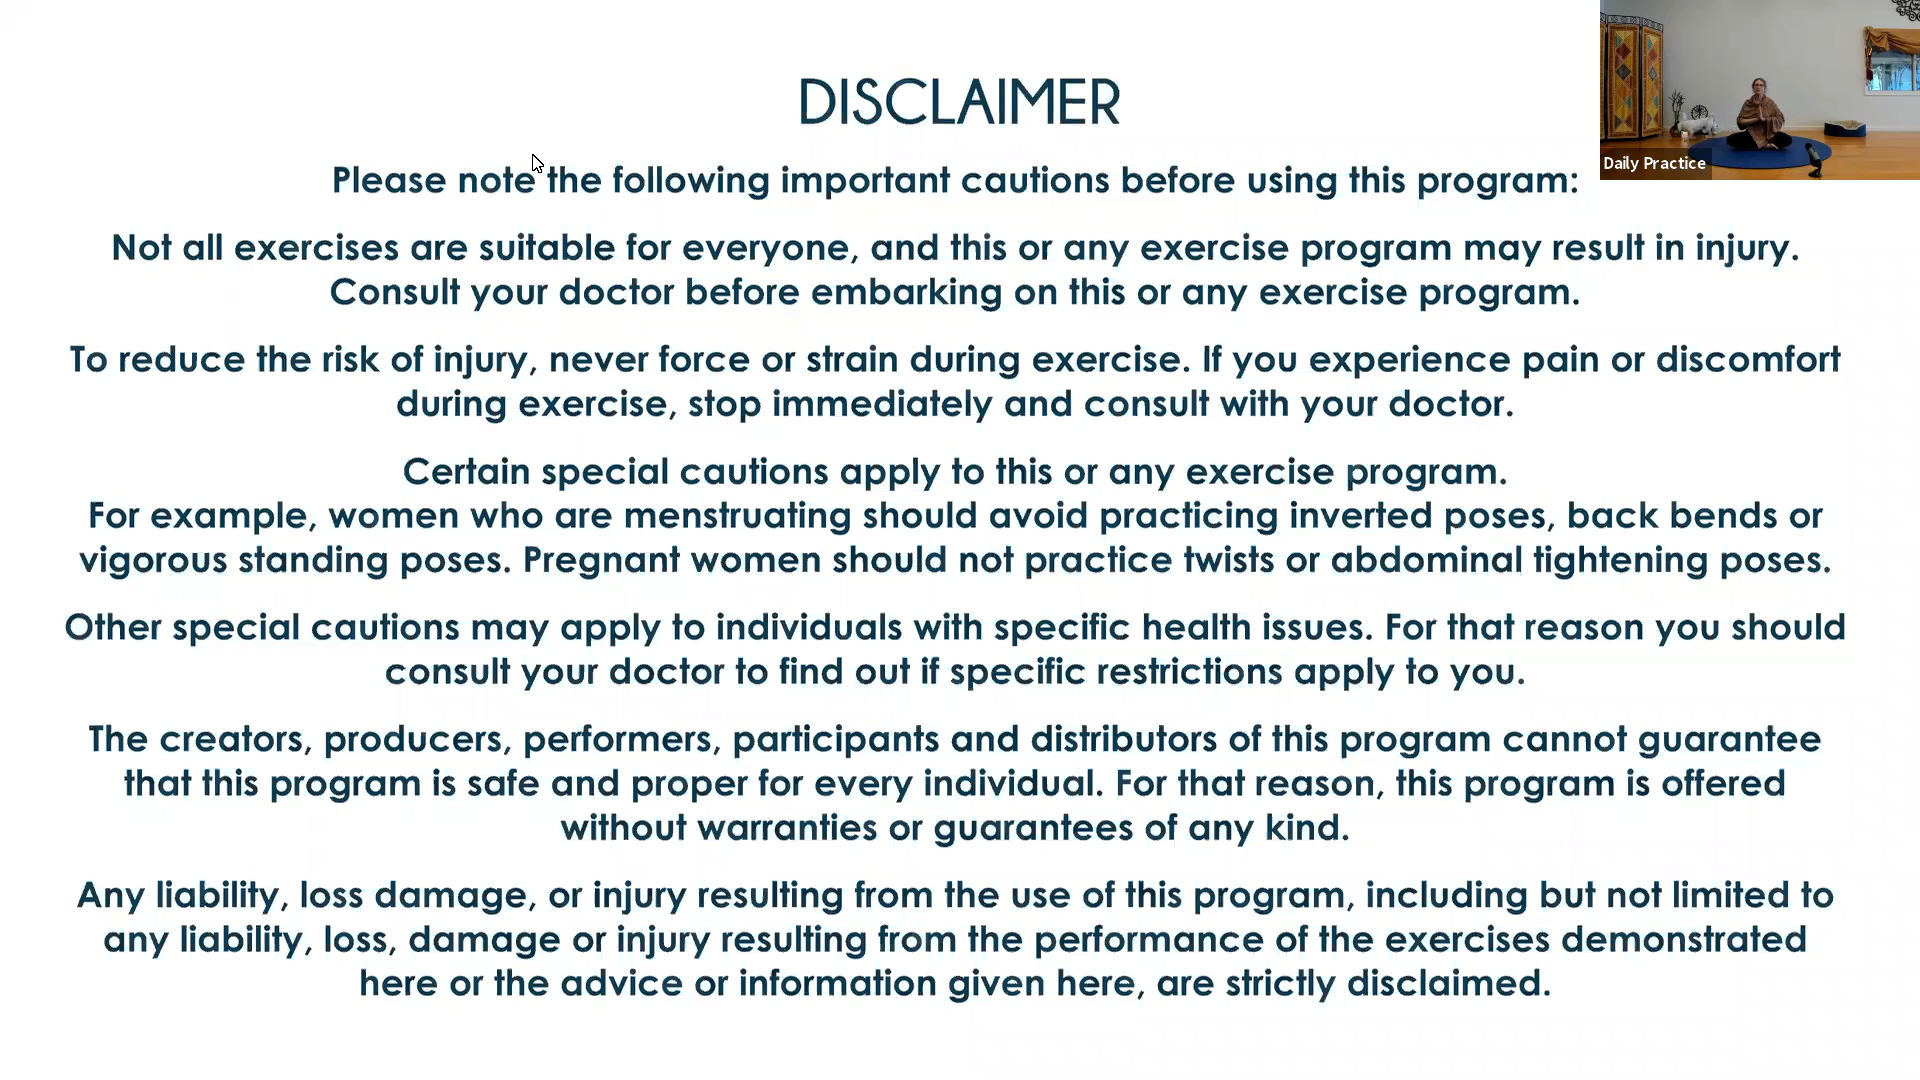 DISCLAIMER
Please note the following important cautions before using this program:
Not all exercises are suitable for everyone, and this or any exercise program may result in injury.
Consult your doctor before embarking on this or any exercise program.
To reduce the risk of injury, never force or strain during exercise. If you experience pain or discomfort
during exercise, stop immediately and consult with your doctor.
Certain special cautions apply to this or any exercise program.
For example, women who are menstruating should avoid practicing inverted poses, back bends or
vigorous standing poses. Pregnant women should not practice twists or abdominal tightening poses.
Other special cautions may apply to individuals with specific health issues. For that reason you should
consult your doctor to find out if specific restrictions apply to you.
The creators, producers, performers, participants and distributors of this program cannot guarantee
that this program is safe and proper for every individual. For that reason, this program is offered
without warranties or guarantees of any kind.
Any liability, loss damage, or injury resulting from the use of this program, including but not limited to
any liability, loss, damage or injury resulting from the performance of the exercises demonstrated
here or the advice or information given here, are strictly disclaimed.
Daily Practice